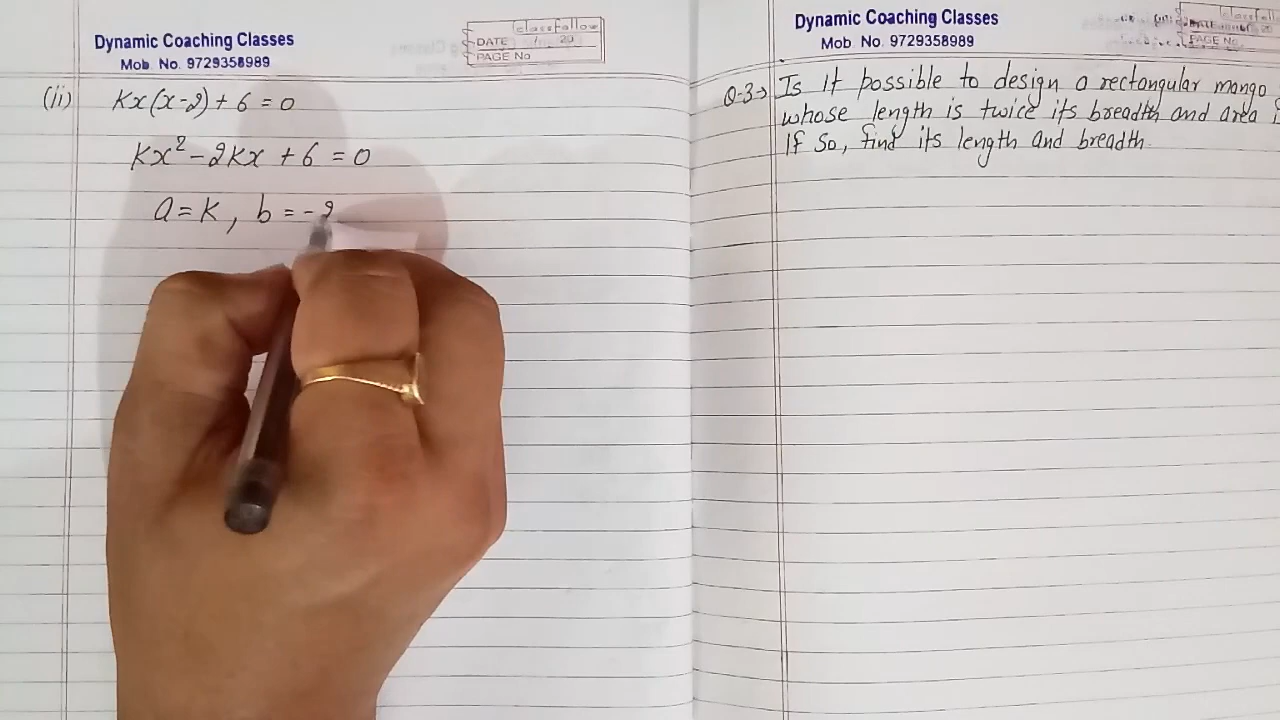 Dynamic Coaching Classes
Mob. No. 9729358989
classfellow
DATE / / 20
PAGE No
(ii) Kx(x-2) + 6 = 0
Kx² - 2Kx + 6 = 0
a = K, b = -2
Dynamic Coaching Classes
Mob. No. 9729358989
PAGE No.
Q-3→ Is it possible to design a rectangular mango
whose length is twice its breadth and area
If so, find its length and breadth.